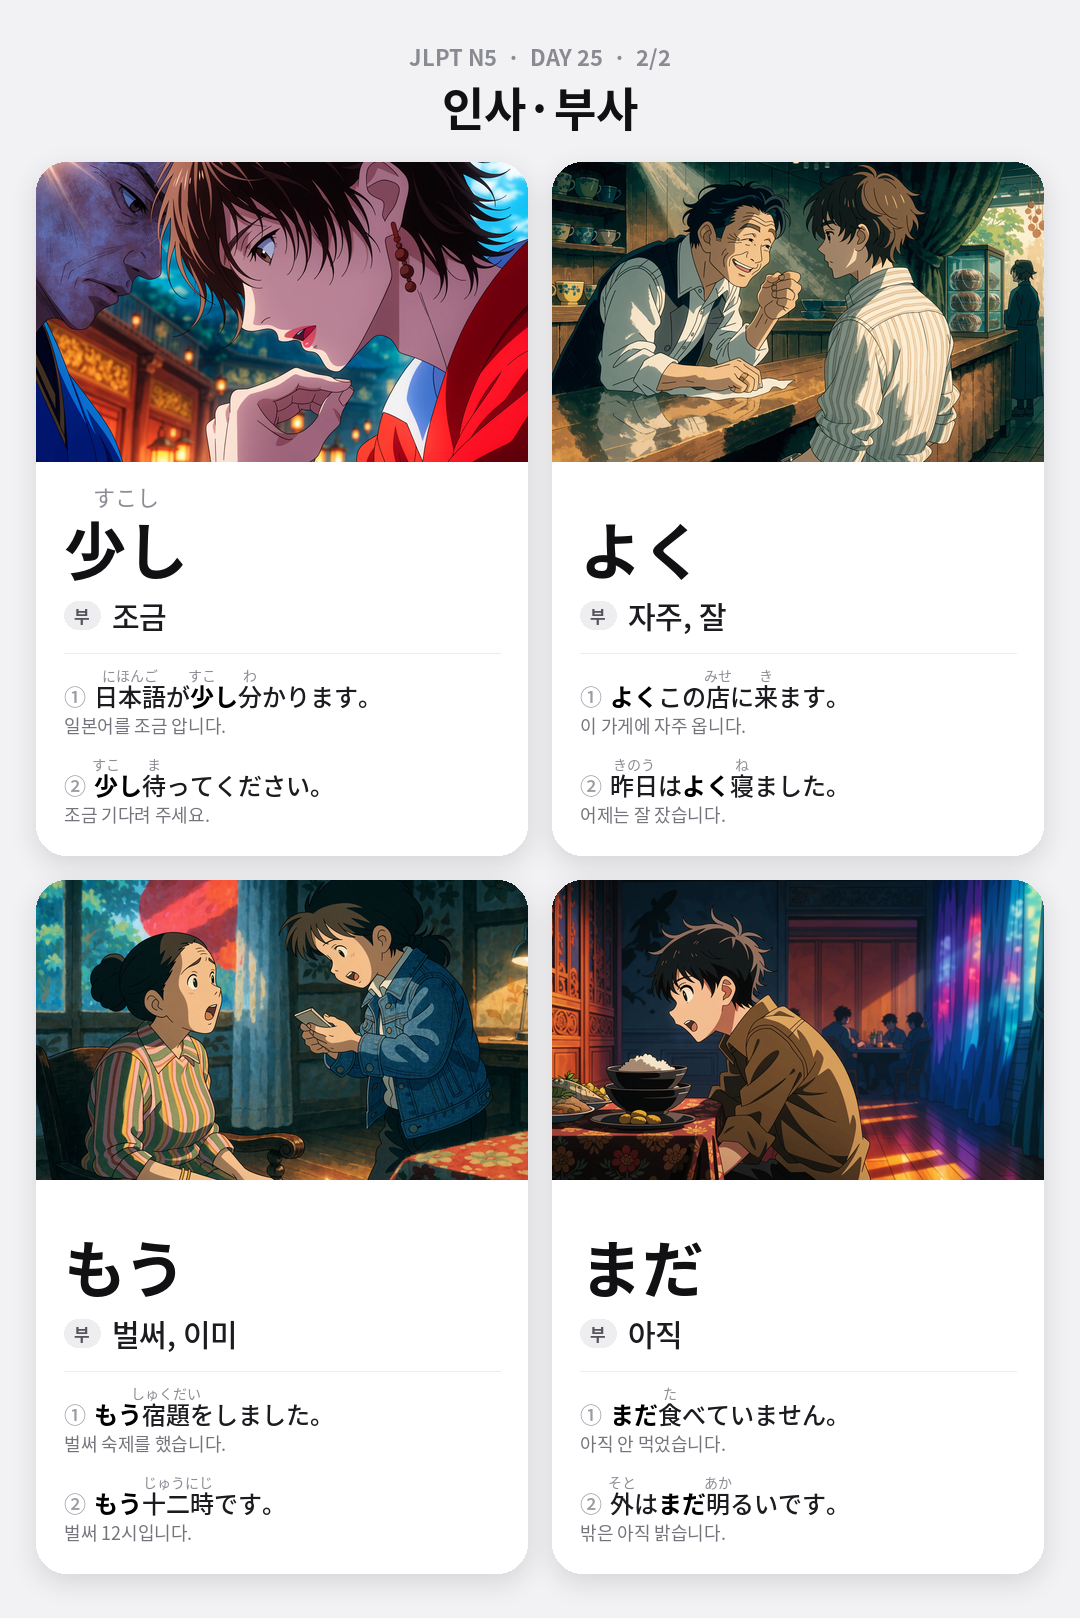 JLPT N5 · DAY 25 · 2/2
인사·부사
すこし
少し
부 조금
にほんご すこ わ
① 日本語が少し分かります。
일본어를 조금 압니다.
すこ ま
② 少し待ってください。
조금 기다려 주세요.
よく
부 자주, 잘
みせ き
① よくこの店に来ます。
이 가게에 자주 옵니다.
きのう ね
② 昨日はよく寝ました。
어제는 잘 잤습니다.
もう
부 벌써, 이미
しゅくだい
① もう宿題をしました。
벌써 숙제를 했습니다.
じゅうにじ
② もう十二時です。
벌써 12시입니다.
まだ
부 아직
た
① まだ食べていません。
아직 안 먹었습니다.
そと あか
② 外はまだ明るいです。
밖은 아직 밝습니다.